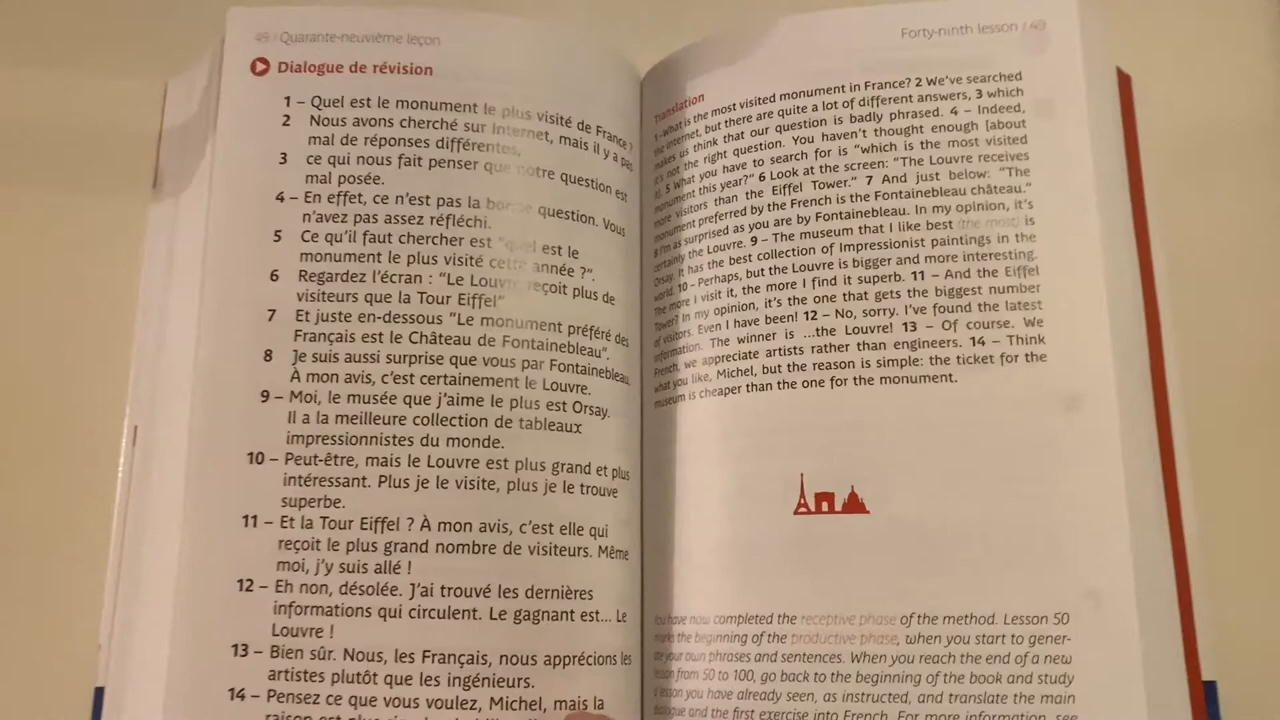 49 / Quarante-neuvième leçon
Dialogue de révision
1 – Quel est le monument le plus visité de France ?
2 Nous avons cherché sur Internet, mais il y a pas
mal de réponses différentes,
3 ce qui nous fait penser que notre question est
mal posée.
4 – En effet, ce n'est pas la bonne question. Vous
n'avez pas assez réfléchi.
5 Ce qu'il faut chercher est "quel est le
monument le plus visité cette année ?".
6 Regardez l'écran : "Le Louvre reçoit plus de
visiteurs que la Tour Eiffel"
7 Et juste en-dessous "Le monument préféré des
Français est le Château de Fontainebleau".
8 Je suis aussi surprise que vous par Fontainebleau.
À mon avis, c'est certainement le Louvre.
9 – Moi, le musée que j'aime le plus est Orsay.
Il a la meilleure collection de tableaux
impressionnistes du monde.
10 – Peut-être, mais le Louvre est plus grand et plus
intéressant. Plus je le visite, plus je le trouve
superbe.
11 – Et la Tour Eiffel ? À mon avis, c'est elle qui
reçoit le plus grand nombre de visiteurs. Même
moi, j'y suis allé !
12 – Eh non, désolée. J'ai trouvé les dernières
informations qui circulent. Le gagnant est… Le
Louvre !
13 – Bien sûr. Nous, les Français, nous apprécions les
artistes plutôt que les ingénieurs.
14 – Pensez ce que vous voulez, Michel, mais la
raison est plus
Forty-ninth lesson / 49
Translation
1 – What is the most visited monument in France? 2 We've searched
the internet, but there are quite a lot of different answers, 3 which
makes us think that our question is badly phrased. 4 – Indeed,
it's not the right question. You haven't thought enough [about
it]. 5 What you have to search for is "which is the most visited
monument this year?" 6 Look at the screen: "The Louvre receives
more visitors than the Eiffel Tower." 7 And just below: "The
monument preferred by the French is the Fontainebleau château."
8 I'm as surprised as you are by Fontainebleau. In my opinion, it's
certainly the Louvre. 9 – The museum that I like best (the most) is
Orsay. It has the best collection of Impressionist paintings in the
world. 10 – Perhaps, but the Louvre is bigger and more interesting.
The more I visit it, the more I find it superb. 11 – And the Eiffel
Tower? In my opinion, it's the one that gets the biggest number
of visitors. Even I have been! 12 – No, sorry. I've found the latest
information. The winner is …the Louvre! 13 – Of course. We
French, we appreciate artists rather than engineers. 14 – Think
what you like, Michel, but the reason is simple: the ticket for the
museum is cheaper than the one for the monument.
You have now completed the receptive phase of the method. Lesson 50
marks the beginning of the productive phase, when you start to gener-
ate your own phrases and sentences. When you reach the end of a new
lesson from 50 to 100, go back to the beginning of the book and study
a lesson you have already seen, as instructed, and translate the main
dialogue and the first exercise into French. For more information, see